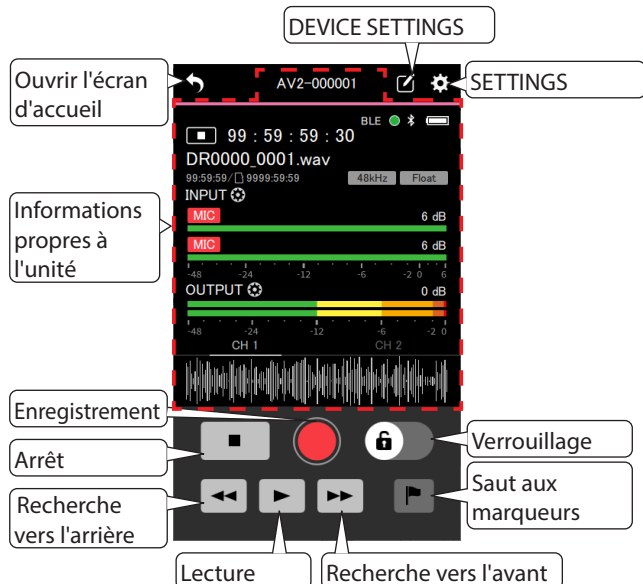 DEVICE SETTINGS
Ouvrir l'écran
d'accueil
AV2-000001
SETTINGS
BLE
99 : 59 : 59 : 30
DR0000_0001.wav
99:59:59/ 9999:59:59
48kHz Float
INPUT
MIC 6 dB
MIC 6 dB
-48 -24 -12 -6 -2 0 6
Informations
propres à
l'unité
OUTPUT 0 dB
-48 -24 -12 -6 -2 0
CH 1 CH 2
Enregistrement
Arrêt
Verrouillage
Recherche
vers l'arrière
Saut aux
marqueurs
Lecture
Recherche vers l'avant